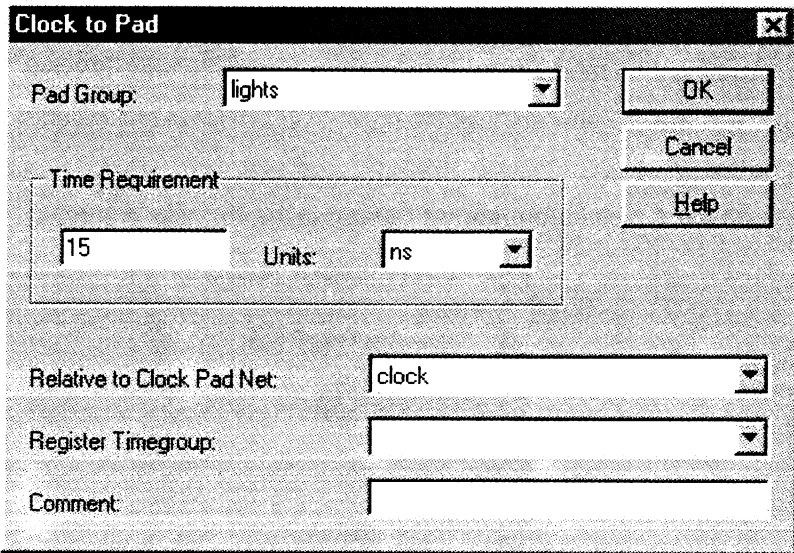 Clock to Pad
Pad Group: lights OK
Cancel
Time Requirement
Help
15 Units: ns
Relative to Clock Pad Net: clock
Register Timegroup:
Comment: